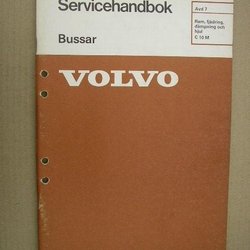 Servicehandbok
Bussar
Avd 7
Ram, fjädring,
dämpning och
hjul
C 10 M
VOLVO